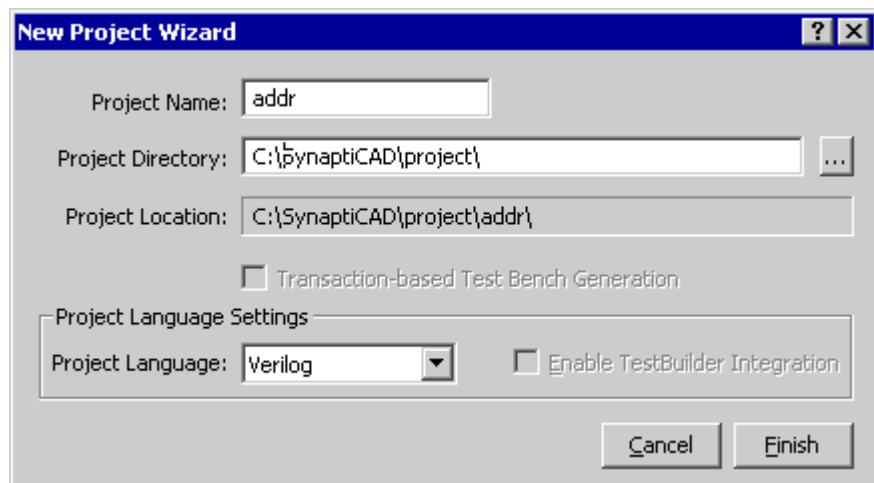 New Project Wizard
Project Name: addr
Project Directory: C:\SynaptiCAD\project\ ...
Project Location: C:\SynaptiCAD\project\addr\
Transaction-based Test Bench Generation
Project Language Settings
Project Language: Verilog Enable TestBuilder Integration
Cancel Finish